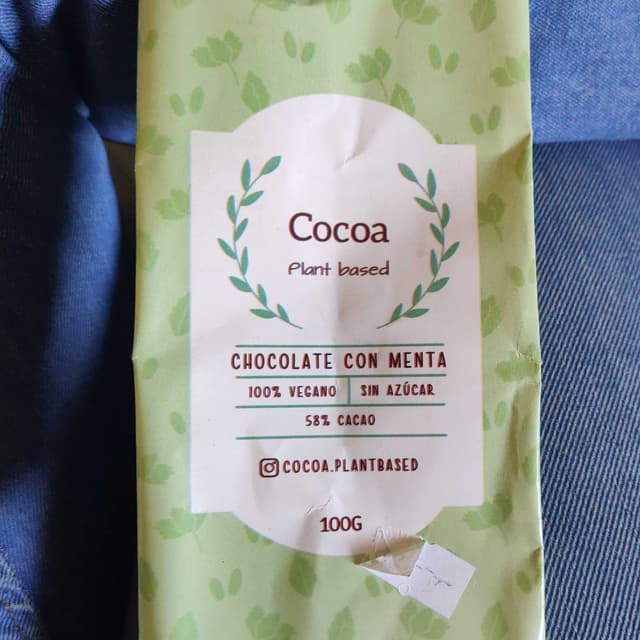 Cocoa
Plant based
CHOCOLATE CON MENTA
100% VEGANO SIN AZÚCAR
58% CACAO
COCOA.PLANTBASED
100G